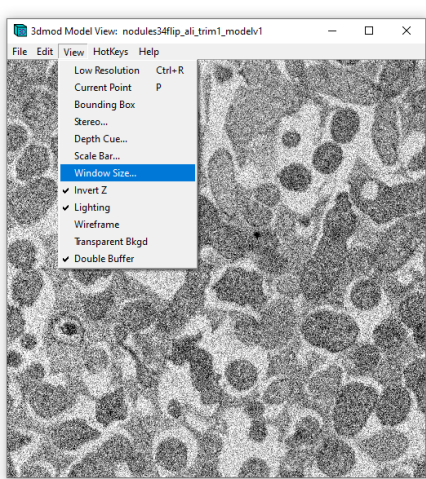 3dmod Model View: nodules34flip_ali_trim1_modelv1
File Edit View HotKeys Help
Low Resolution Ctrl+R
Current Point P
Bounding Box
Stereo...
Depth Cue...
Scale Bar...
Window Size...
Invert Z
Lighting
Wireframe
Transparent Bkgd
Double Buffer